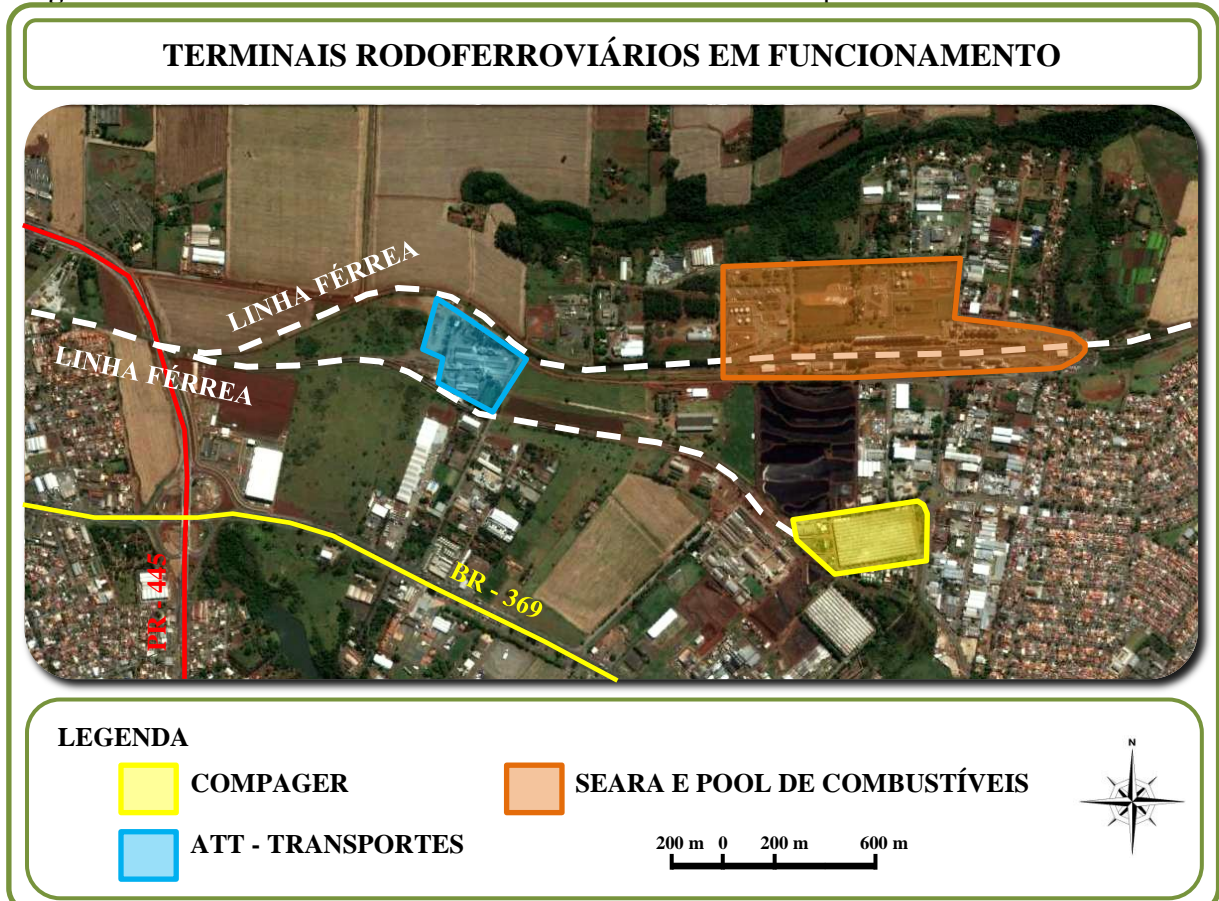 TERMINAIS RODOFERROVIÁRIOS EM FUNCIONAMENTO
LINHA FÉRREA
LINHA FÉRREA
PR - 445
BR - 369
LEGENDA
COMPAGER
SEARA E POOL DE COMBUSTÍVEIS
ATT - TRANSPORTES
200 m 0 200 m 600 m
N